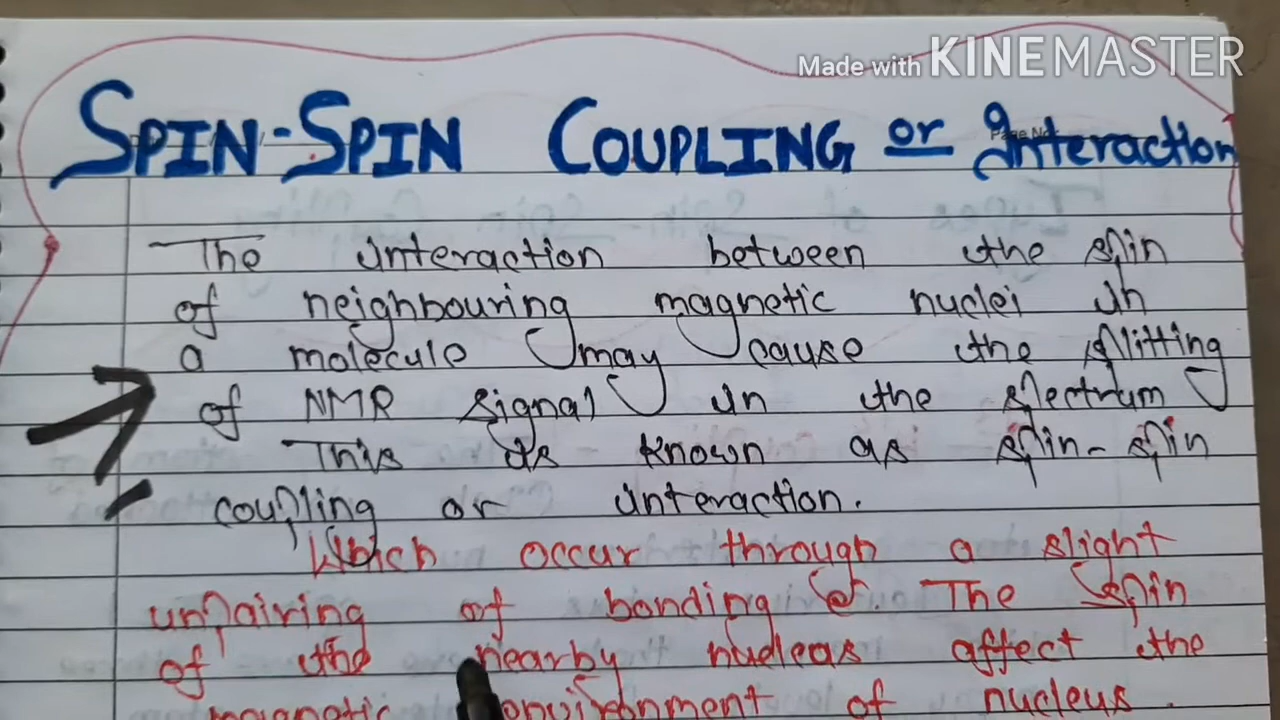 Made with KINEMASTER
SPIN-SPIN COUPLING or Interaction
The interaction between the spin
of neighbouring magnetic nuclei in
a molecule may cause the splitting
of NMR signal in the spectrum
This is known as spin-spin
coupling or interaction.
Which occur through a slight
unpairing of bonding e⁻. The spin
of the nearby nucleas affect the
magnetic environment of nucleus.